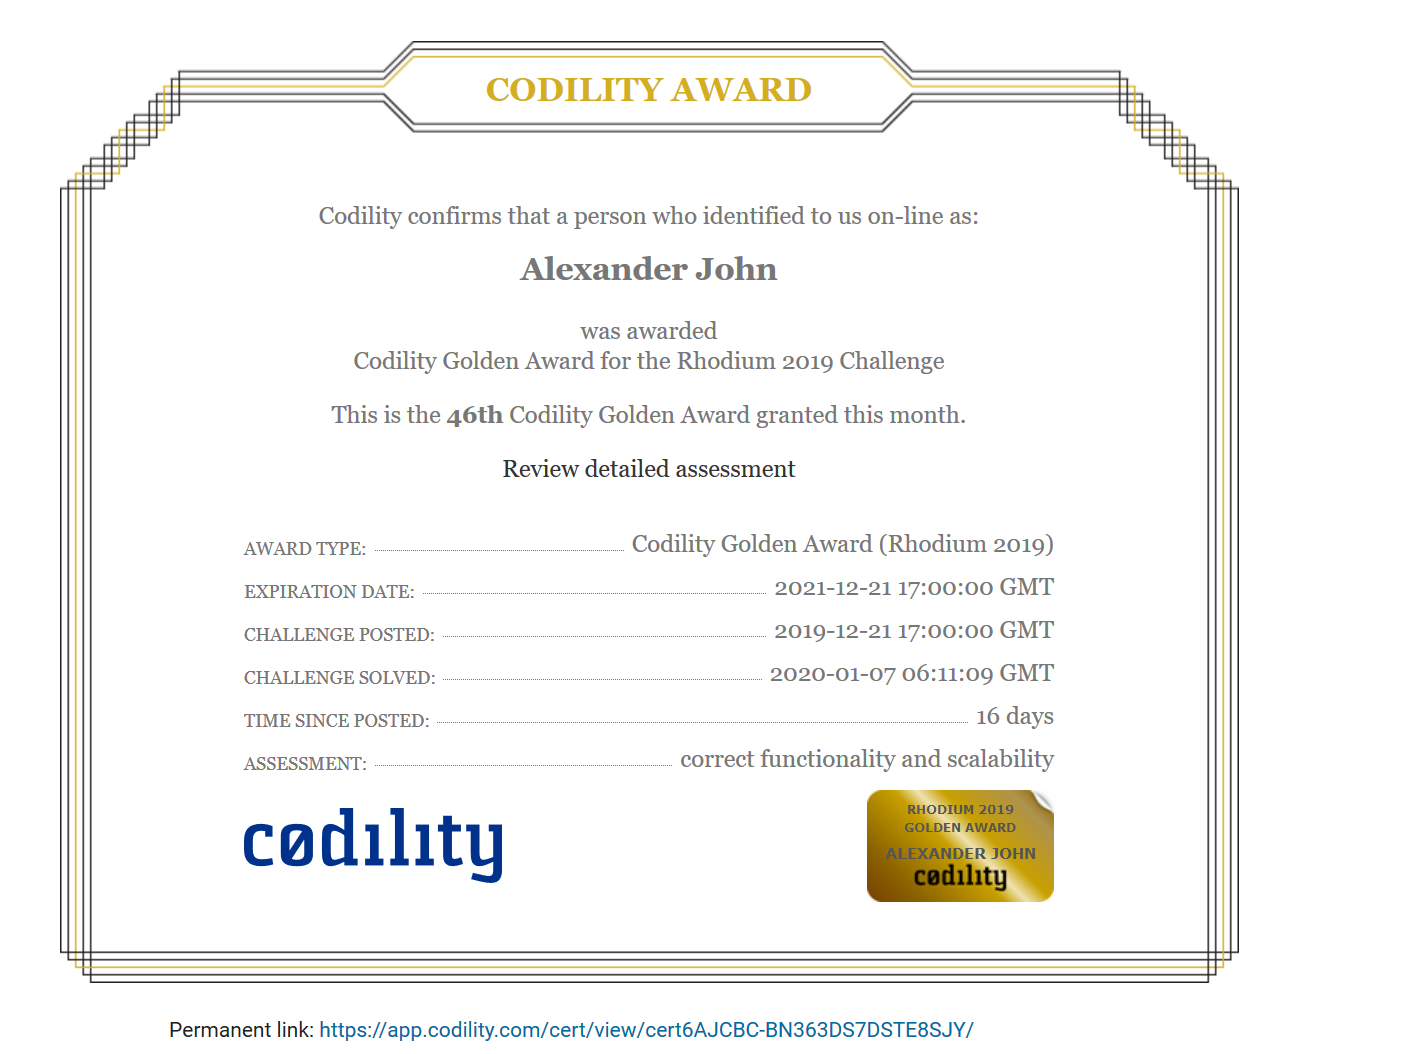 CODILITY AWARD
Codility confirms that a person who identified to us on-line as:
Alexander John
was awarded
Codility Golden Award for the Rhodium 2019 Challenge
This is the 46th Codility Golden Award granted this month.
Review detailed assessment
AWARD TYPE: Codility Golden Award (Rhodium 2019)
EXPIRATION DATE: 2021-12-21 17:00:00 GMT
CHALLENGE POSTED: 2019-12-21 17:00:00 GMT
CHALLENGE SOLVED: 2020-01-07 06:11:09 GMT
TIME SINCE POSTED: 16 days
ASSESSMENT: correct functionality and scalability
codility
RHODIUM 2019
GOLDEN AWARD
ALEXANDER JOHN
codility
Permanent link: https://app.codility.com/cert/view/cert6AJCBC-BN363DS7DSTE8SJY/